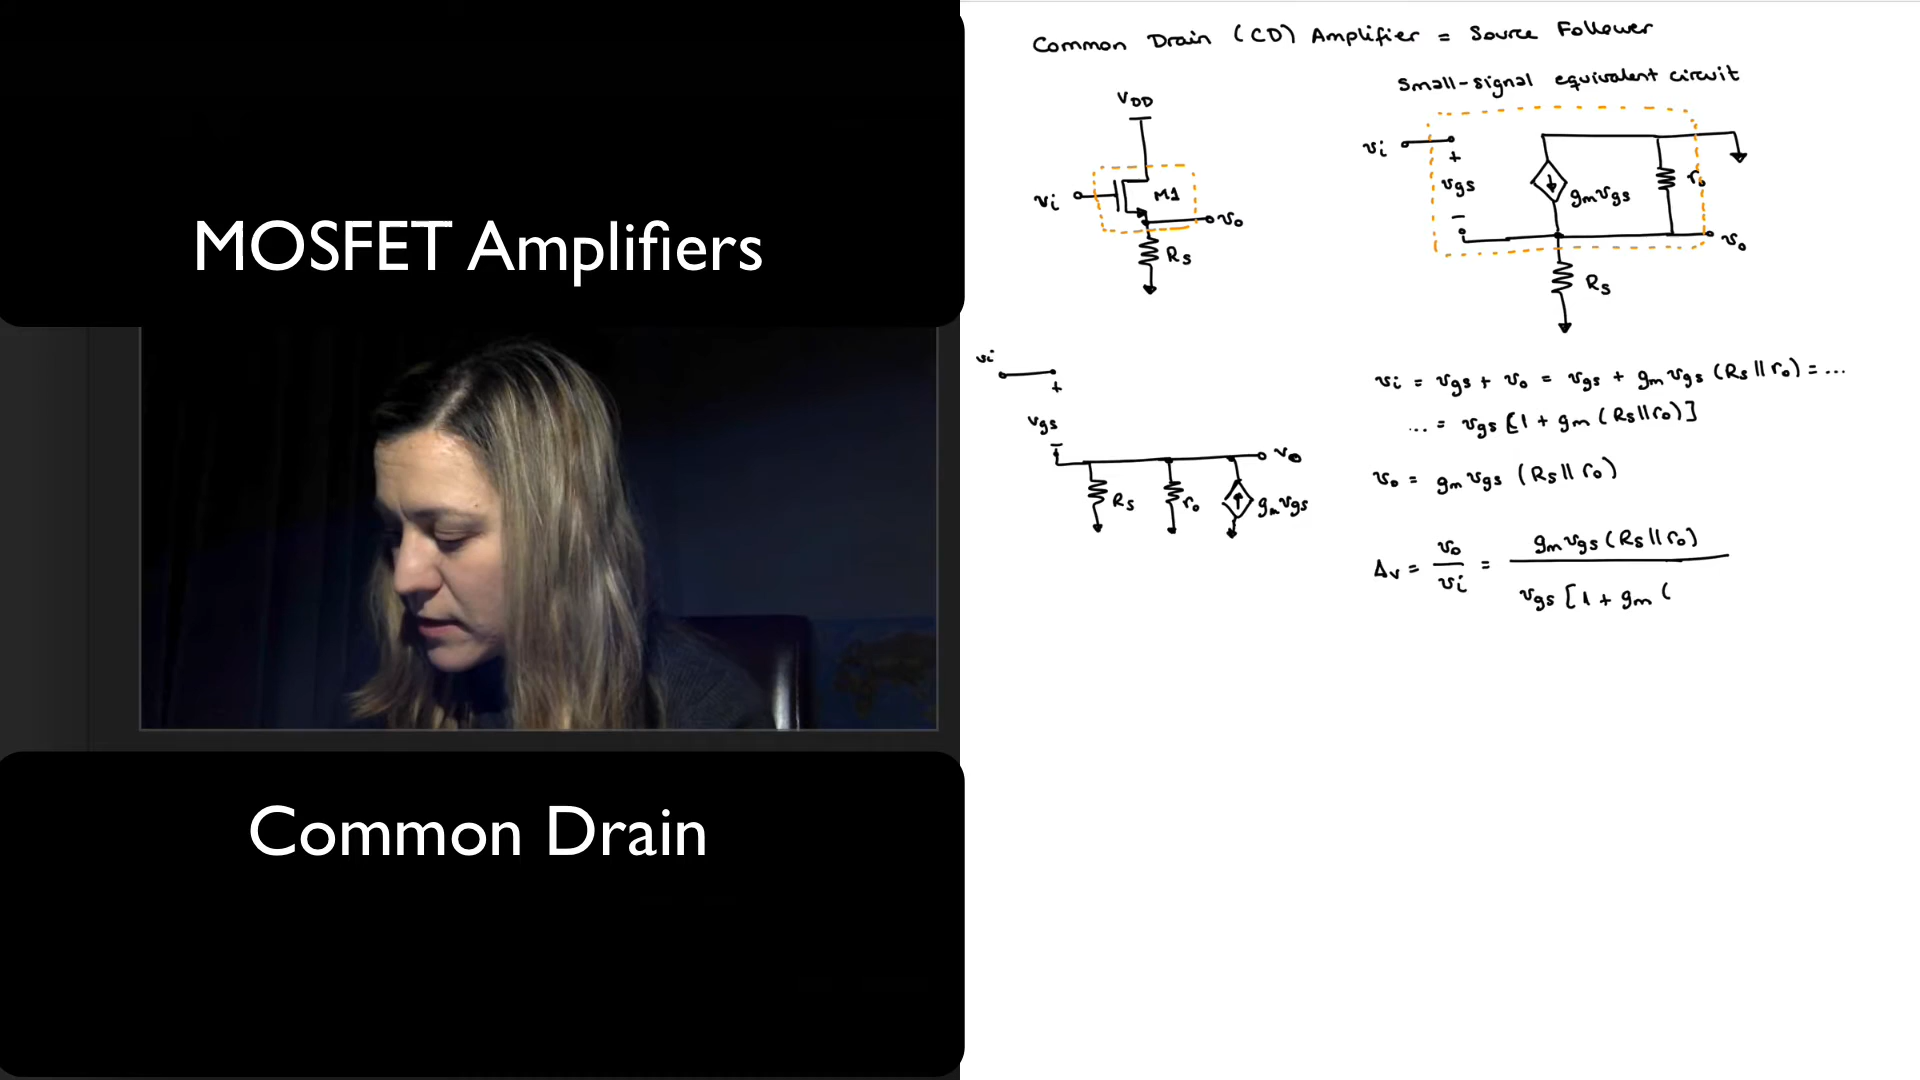 MOSFET Amplifiers
Common Drain
Common Drain (CD) Amplifier = Source Follower
Small-signal equivalent circuit
VDD
vi
M1
vo
Rs
vi
+
vgs
−
gmvgs
ro
vo
Rs
vi
+
vgs
−
Rs
ro
gmvgs
vo
vi = vgs + vo = vgs + gm vgs (Rs || ro) = ...
... = vgs [1 + gm (Rs || ro)]
vo = gm vgs (Rs || ro)
Av = vo / vi = gm vgs (Rs || ro) / vgs [1 + gm (